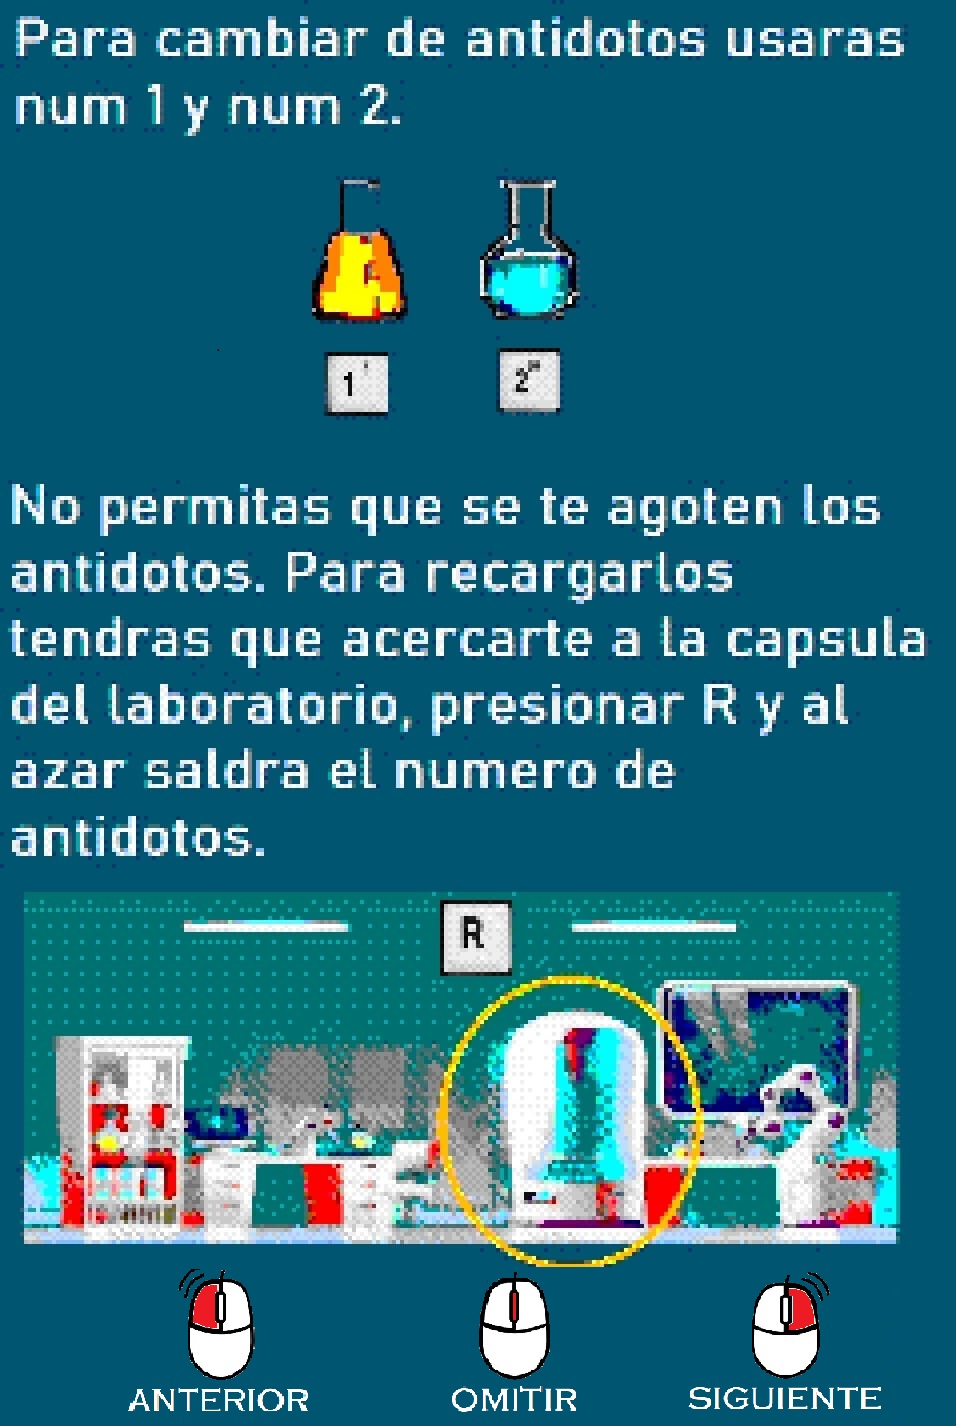 Para cambiar de antidotos usaras
num 1 y num 2.
1 2
No permitas que se te agoten los
antidotos. Para recargarlos
tendras que acercarte a la capsula
del laboratorio, presionar R y al
azar saldra el numero de
antidotos.
R
ANTERIOR OMITIR SIGUIENTE